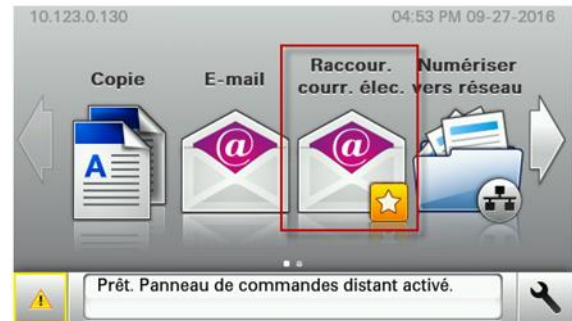 10.123.0.130
04:53 PM 09-27-2016
Copie
E-mail
Raccour.
courr. élec.
Numériser
vers réseau
A
@
@
Prêt. Panneau de commandes distant activé.